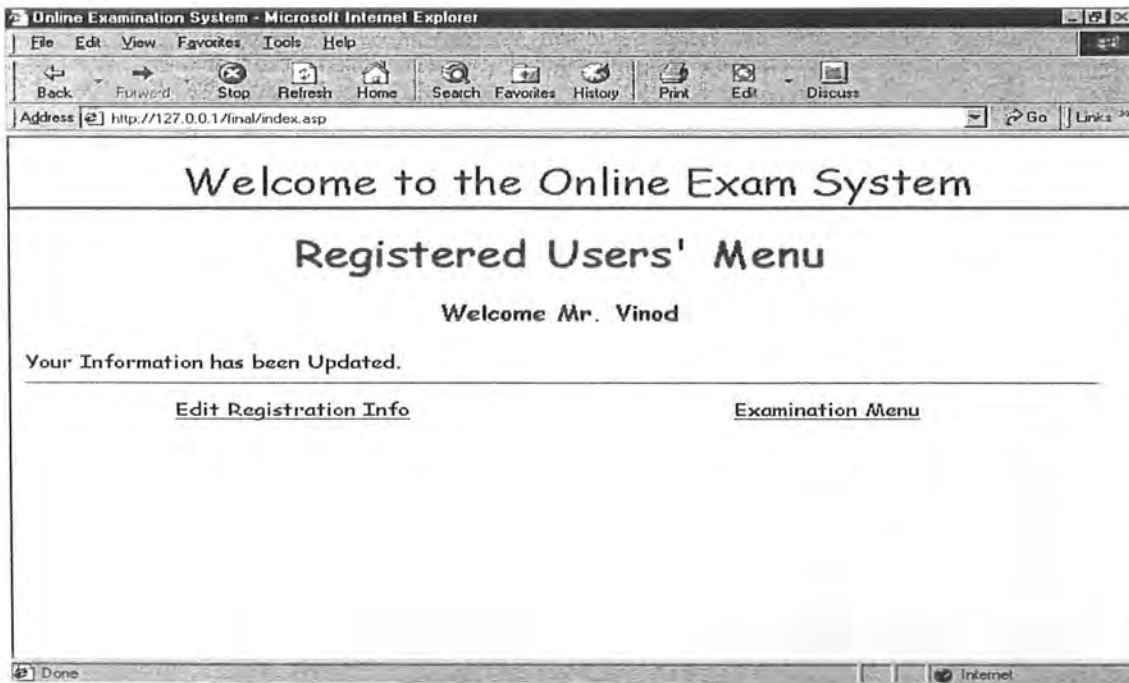 Online Examination System - Microsoft Internet Explorer
File Edit View Favorites Tools Help
Back Forward Stop Refresh Home Search Favorites History Print Edit Discuss
Address http://127.0.0.1/final/index.asp Go Links »
Welcome to the Online Exam System
Registered Users' Menu
Welcome Mr. Vinod
Your Information has been Updated.
Edit Registration Info Examination Menu
Done Internet